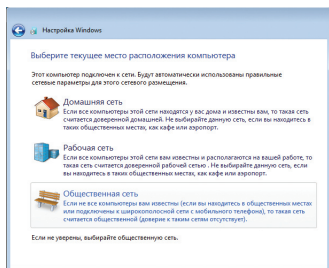 Настройка Windows
Выберите текущее место расположения компьютера
Этот компьютер подключен к сети. Будут автоматически использованы правильные
сетевые параметры для этого сетевого размещения.
Домашняя сеть
Если все компьютеры этой сети находятся у вас дома и известны вам, то такая сеть
считается доверенной домашней. Не выбирайте данную сеть, если вы находитесь в
таких общественных местах, как кафе или аэропорт.
Рабочая сеть
Если все компьютеры этой сети вам известны и располагаются на вашей работе, то
такая сеть считается доверенной рабочей сетью . Не выбирайте данную сеть, если
вы находитесь в таких общественных местах, как кафе или аэропорт.
Общественная сеть
Если не все компьютеры вам известны (если вы находитесь в общественных местах
или подключены к широкополосной сети с мобильного телефона), то такая сеть
считается общественной (доверие к таким сетям отсутствует).
Если не уверены, выбирайте общественную сеть.